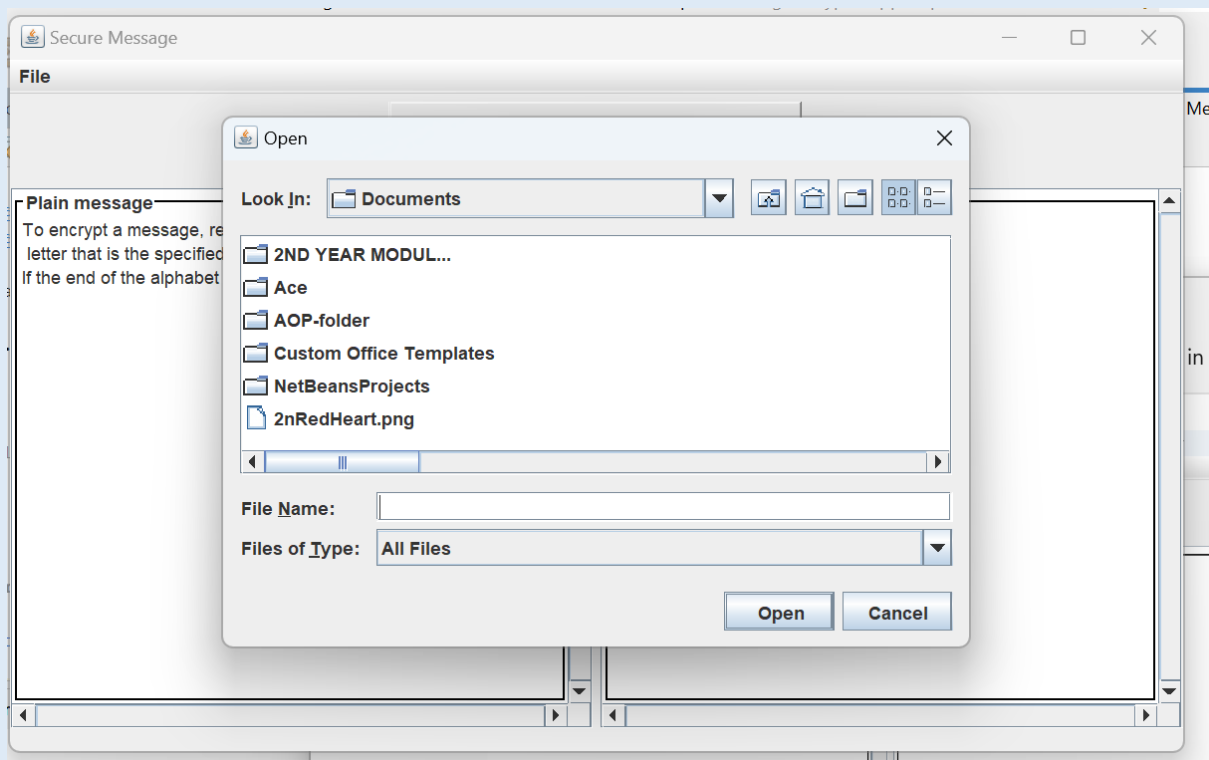 Secure Message
File
Me
Open
Look In: Documents
Plain message
To encrypt a message, re
letter that is the specified
If the end of the alphabet
2ND YEAR MODUL...
Ace
AOP-folder
Custom Office Templates
NetBeansProjects
2nRedHeart.png
in
File Name:
Files of Type: All Files
Open Cancel